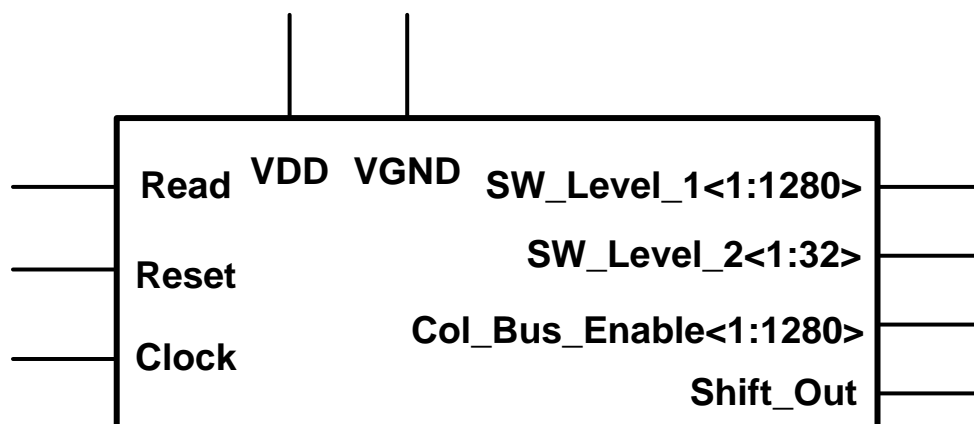 Read VDD VGND SW_Level_1<1:1280>
Reset SW_Level_2<1:32>
Col_Bus_Enable<1:1280>
Clock
Shift_Out